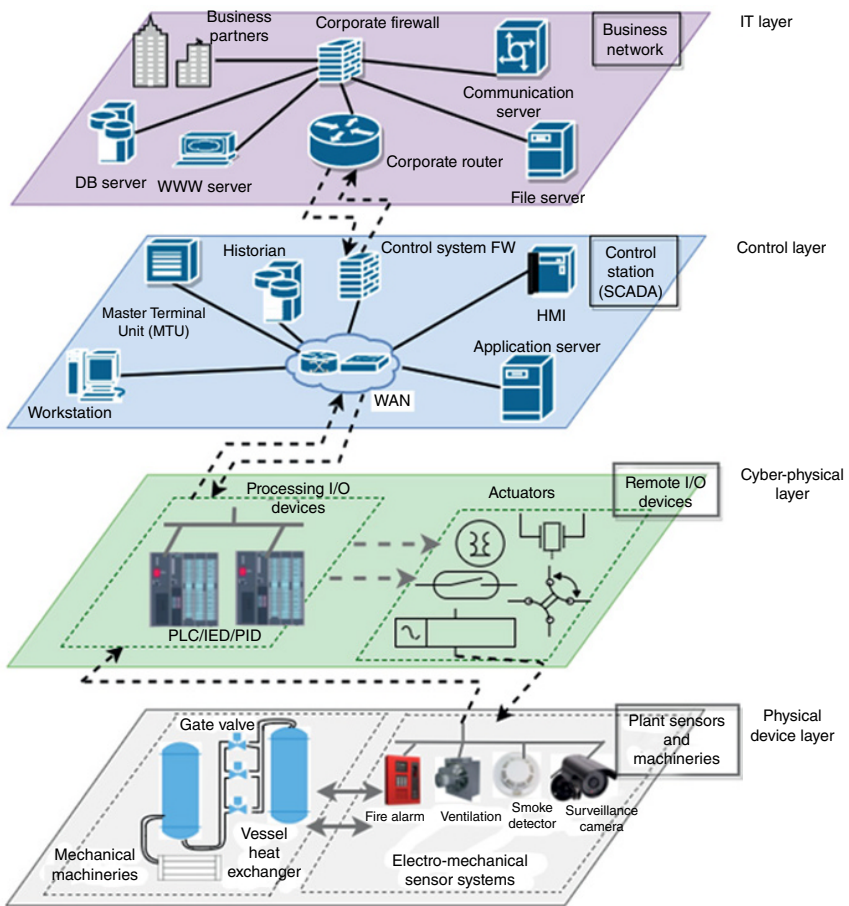 IT layer
Business
partners
Corporate firewall
Business
network
Communication
server
DB server
WWW server
Corporate router
File server
Control layer
Historian
Control system FW
Control
station
(SCADA)
Master Terminal
Unit (MTU)
HMI
Application server
Workstation
WAN
Cyber-physical
layer
Processing I/O
devices
Actuators
Remote I/O
devices
PLC/IED/PID
Physical
device layer
Plant sensors
and
machineries
Gate valve
Fire alarm
Ventilation
Smoke
detector
Surveillance
camera
Vessel
heat
exchanger
Mechanical
machineries
Electro-mechanical
sensor systems